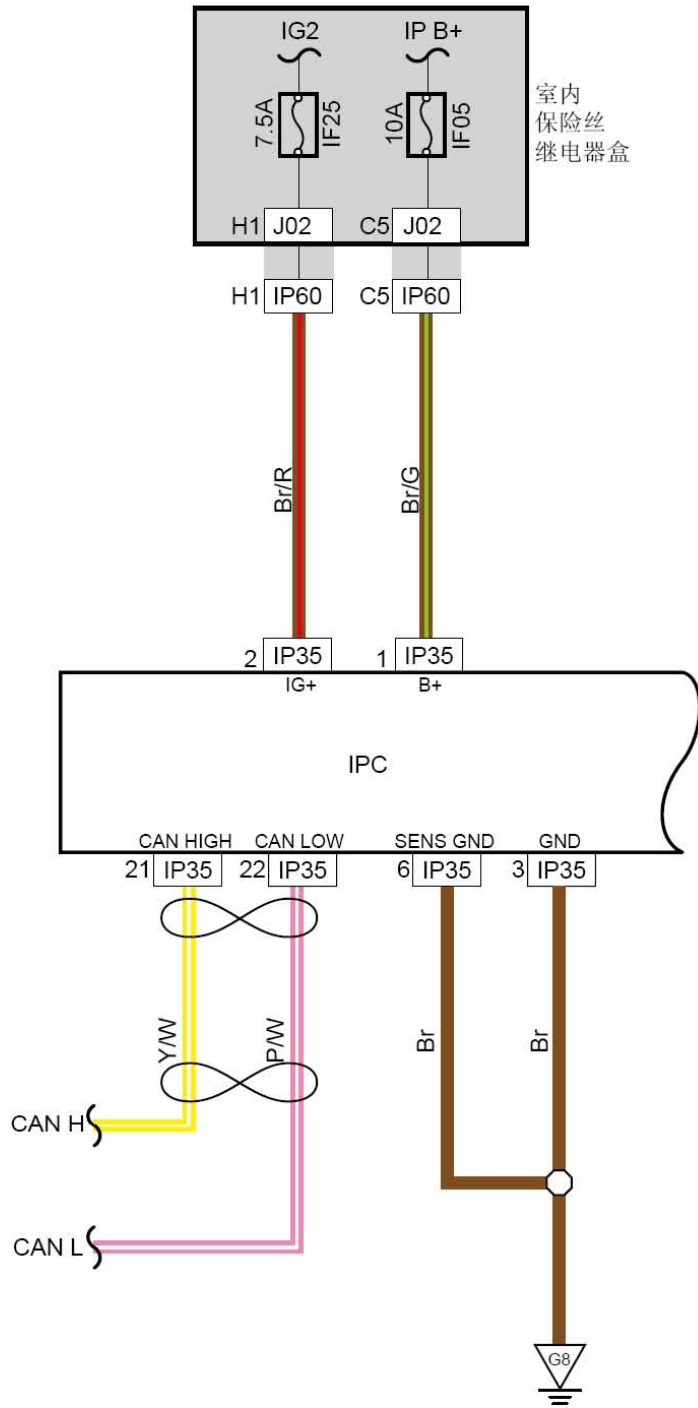 IG2 IP B+
7.5A IF25 10A IF05
室内
保险丝
继电器盒
H1 J02 C5 J02
H1 IP60 C5 IP60
Br/R Br/G
2 IP35 1 IP35
IG+ B+
IPC
CAN HIGH CAN LOW SENS GND GND
21 IP35 22 IP35 6 IP35 3 IP35
Y/W P/W Br Br
CAN H
CAN L
G8